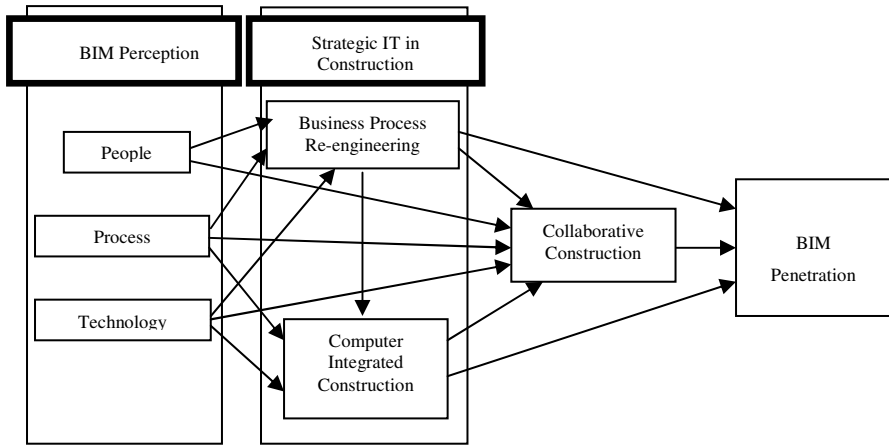 BIM Perception
Strategic IT in
Construction
People
Process
Technology
Business Process
Re-engineering
Computer
Integrated
Construction
Collaborative
Construction
BIM
Penetration